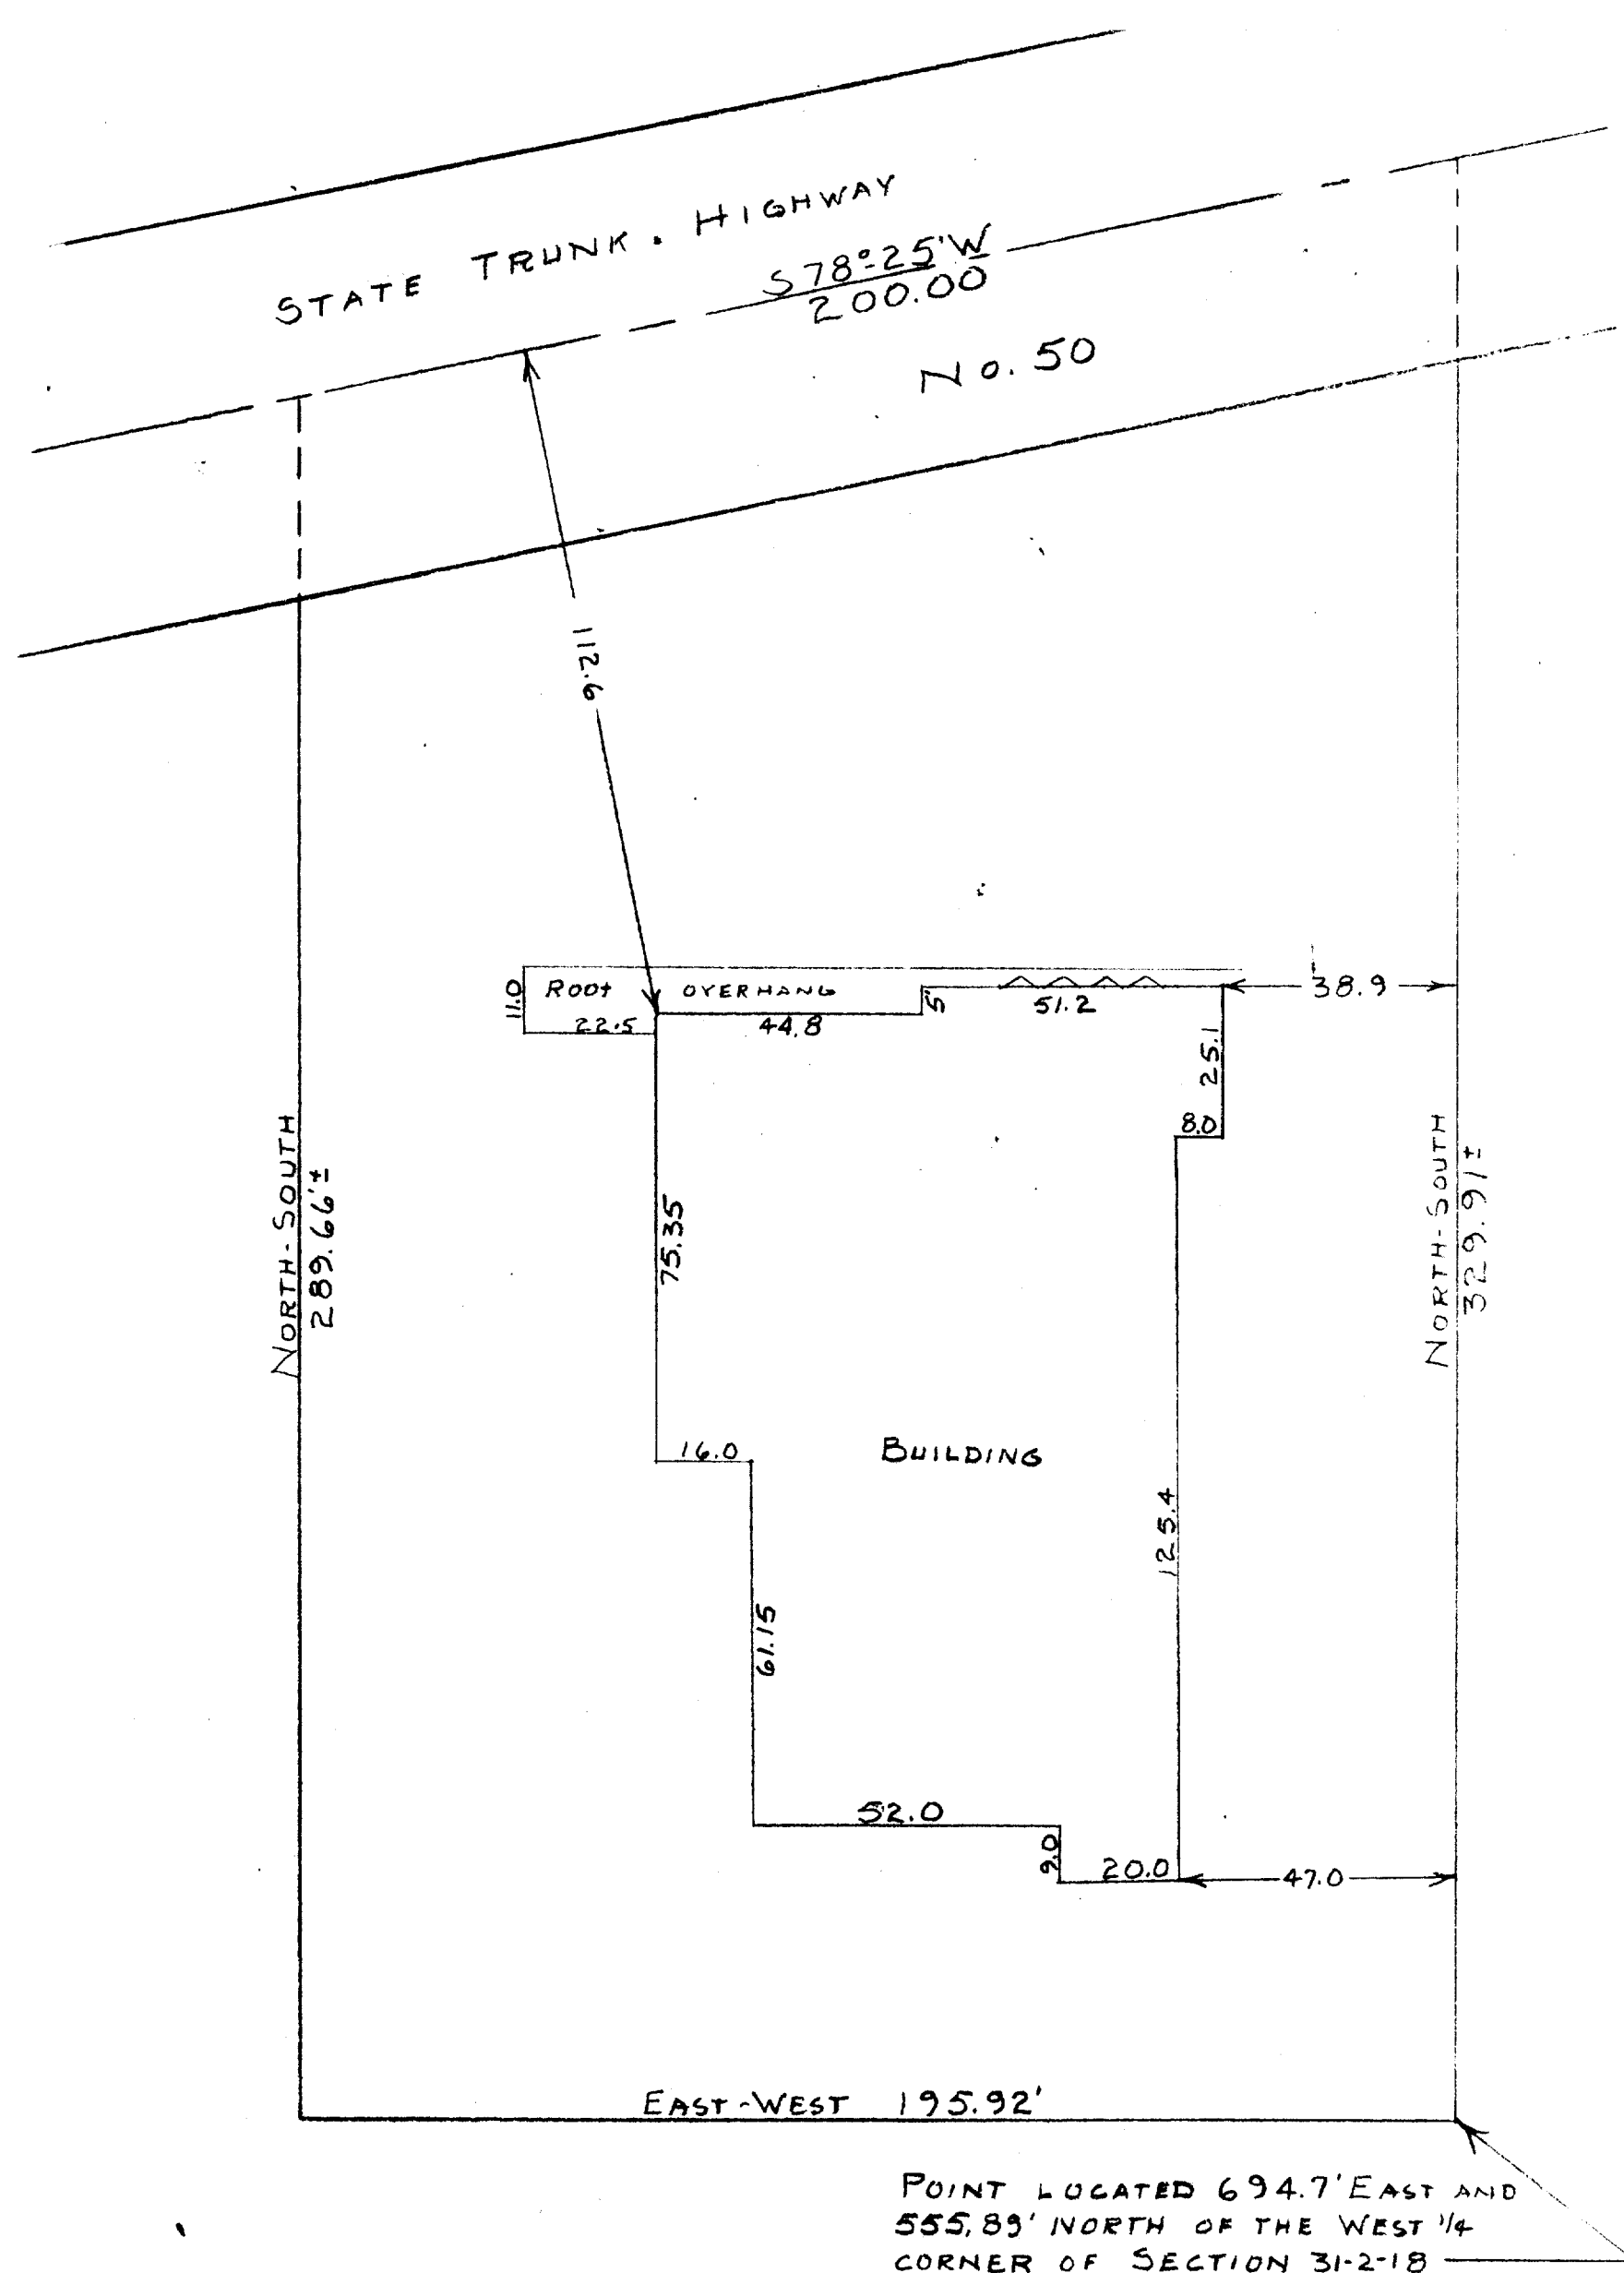 STATE TRUNK. HIGHWAY
S78°-25'W
200.00
No. 50
112.6
11.0
ROOF OVERHANG
22.5
44.8
5'
51.2
38.9
25.1
8.0
NORTH-SOUTH
289.66'±
75.35
NORTH-SOUTH
329.91±
16.0
BUILDING
125.4
61.15
52.0
9.0
20.0
47.0
EAST-WEST 195.92'
POINT LOCATED 694.7' EAST AND
555.89' NORTH OF THE WEST 1/4
CORNER OF SECTION 31-2-18